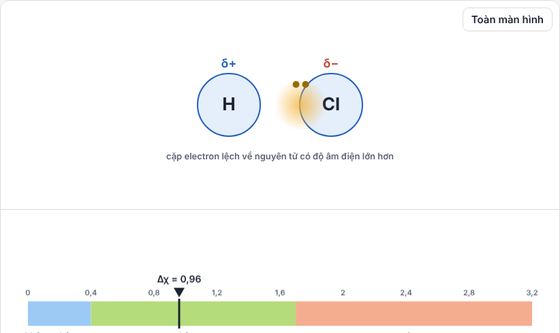 Toàn màn hình
δ+
δ−
H
Cl
cặp electron lệch về nguyên tử có độ âm điện lớn hơn
Δχ = 0,96
0 0,4 0,8 1,2 1,6 2 2,4 2,8 3,2